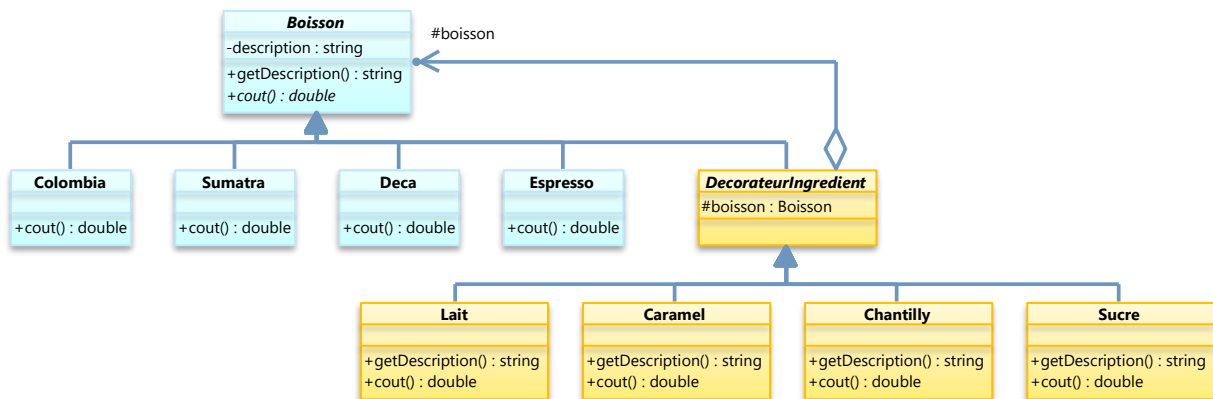 Boisson
-description : string
+getDescription() : string
+cout() : double
#boisson
Colombia
+cout() : double
Sumatra
+cout() : double
Deca
+cout() : double
Espresso
+cout() : double
DecorateurIngredient
#boisson : Boisson
Lait
+getDescription() : string
+cout() : double
Caramel
+getDescription() : string
+cout() : double
Chantilly
+getDescription() : string
+cout() : double
Sucre
+getDescription() : string
+cout() : double